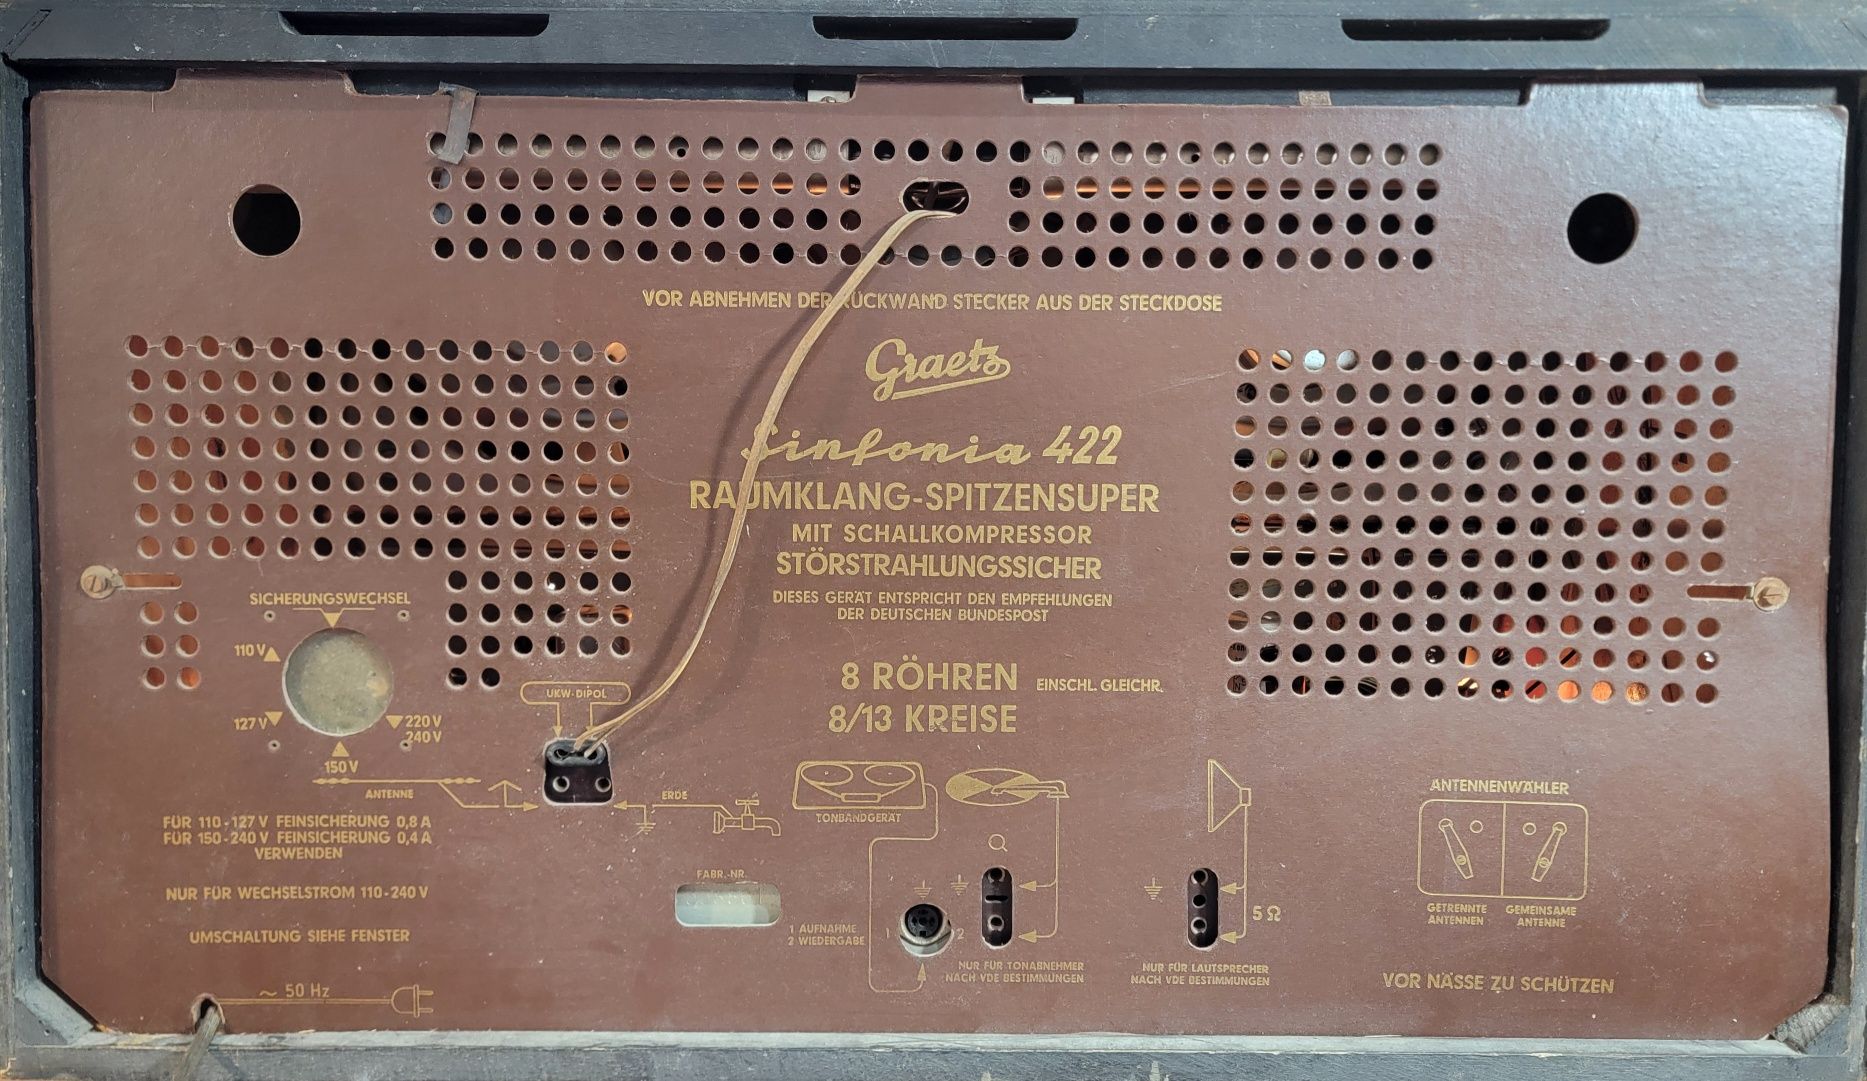 VOR ABNEHMEN DER RÜCKWAND STECKER AUS DER STECKDOSE
Graetz
Sinfonia 422
RAUMKLANG-SPITZENSUPER
MIT SCHALLKOMPRESSOR
STÖRSTRAHLUNGSSICHER
DIESES GERÄT ENTSPRICHT DEN EMPFEHLUNGEN
DER DEUTSCHEN BUNDESPOST
8 RÖHREN EINSCHL. GLEICHR.
8/13 KREISE
SICHERUNGSWECHSEL
110 V
127 V
220 V
240 V
150 V
UKW-DIPOL
ANTENNE
ERDE
FÜR 110-127 V FEINSICHERUNG 0,8 A
FÜR 150-240 V FEINSICHERUNG 0,4 A
VERWENDEN
NUR FÜR WECHSELSTROM 110-240 V
UMSCHALTUNG SIEHE FENSTER
~ 50 Hz
FABR.-NR.
TONBANDGERÄT
1 AUFNAHME
2 WIEDERGABE
1
2
NUR FÜR TONABNEHMER
NACH VDE BESTIMMUNGEN
5 Ω
NUR FÜR LAUTSPRECHER
NACH VDE BESTIMMUNGEN
ANTENNENWÄHLER
GETRENNTE
ANTENNEN
GEMEINSAME
ANTENNE
VOR NÄSSE ZU SCHÜTZEN